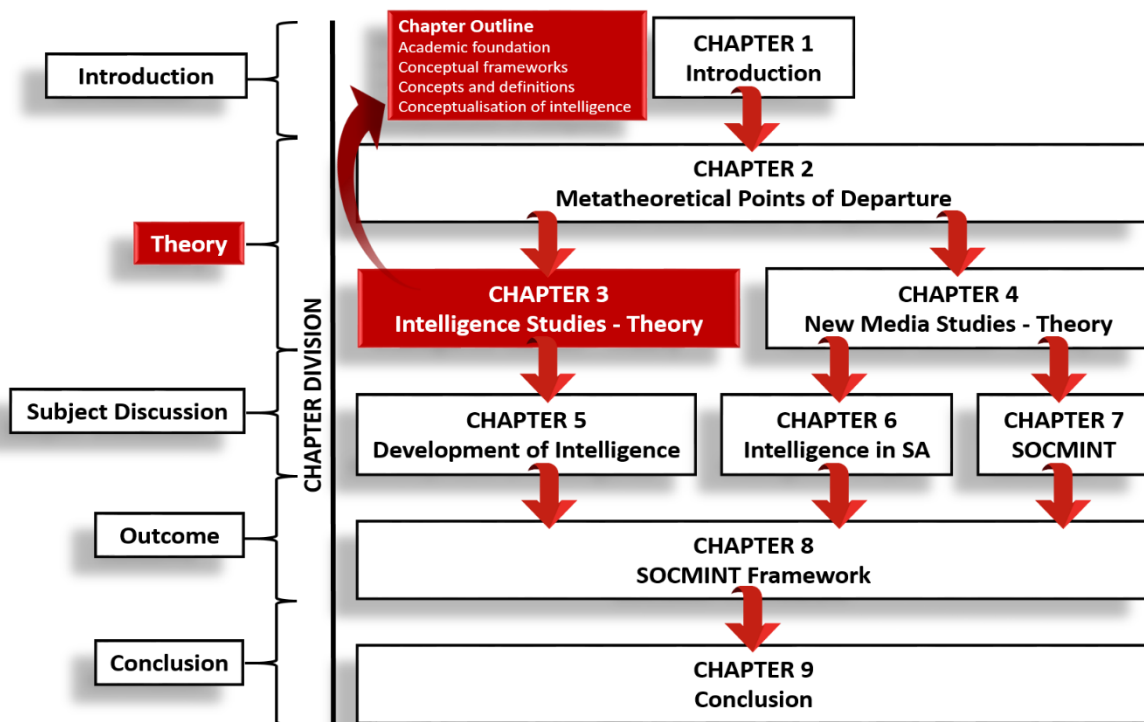 Chapter Outline
Academic foundation
Conceptual frameworks
Concepts and definitions
Conceptualisation of intelligence
CHAPTER 1
Introduction
Introduction
CHAPTER 2
Metatheoretical Points of Departure
Theory
CHAPTER DIVISION
CHAPTER 3
Intelligence Studies - Theory
CHAPTER 4
New Media Studies - Theory
Subject Discussion
CHAPTER 5
Development of Intelligence
CHAPTER 6
Intelligence in SA
CHAPTER 7
SOCMINT
Outcome
CHAPTER 8
SOCMINT Framework
Conclusion
CHAPTER 9
Conclusion